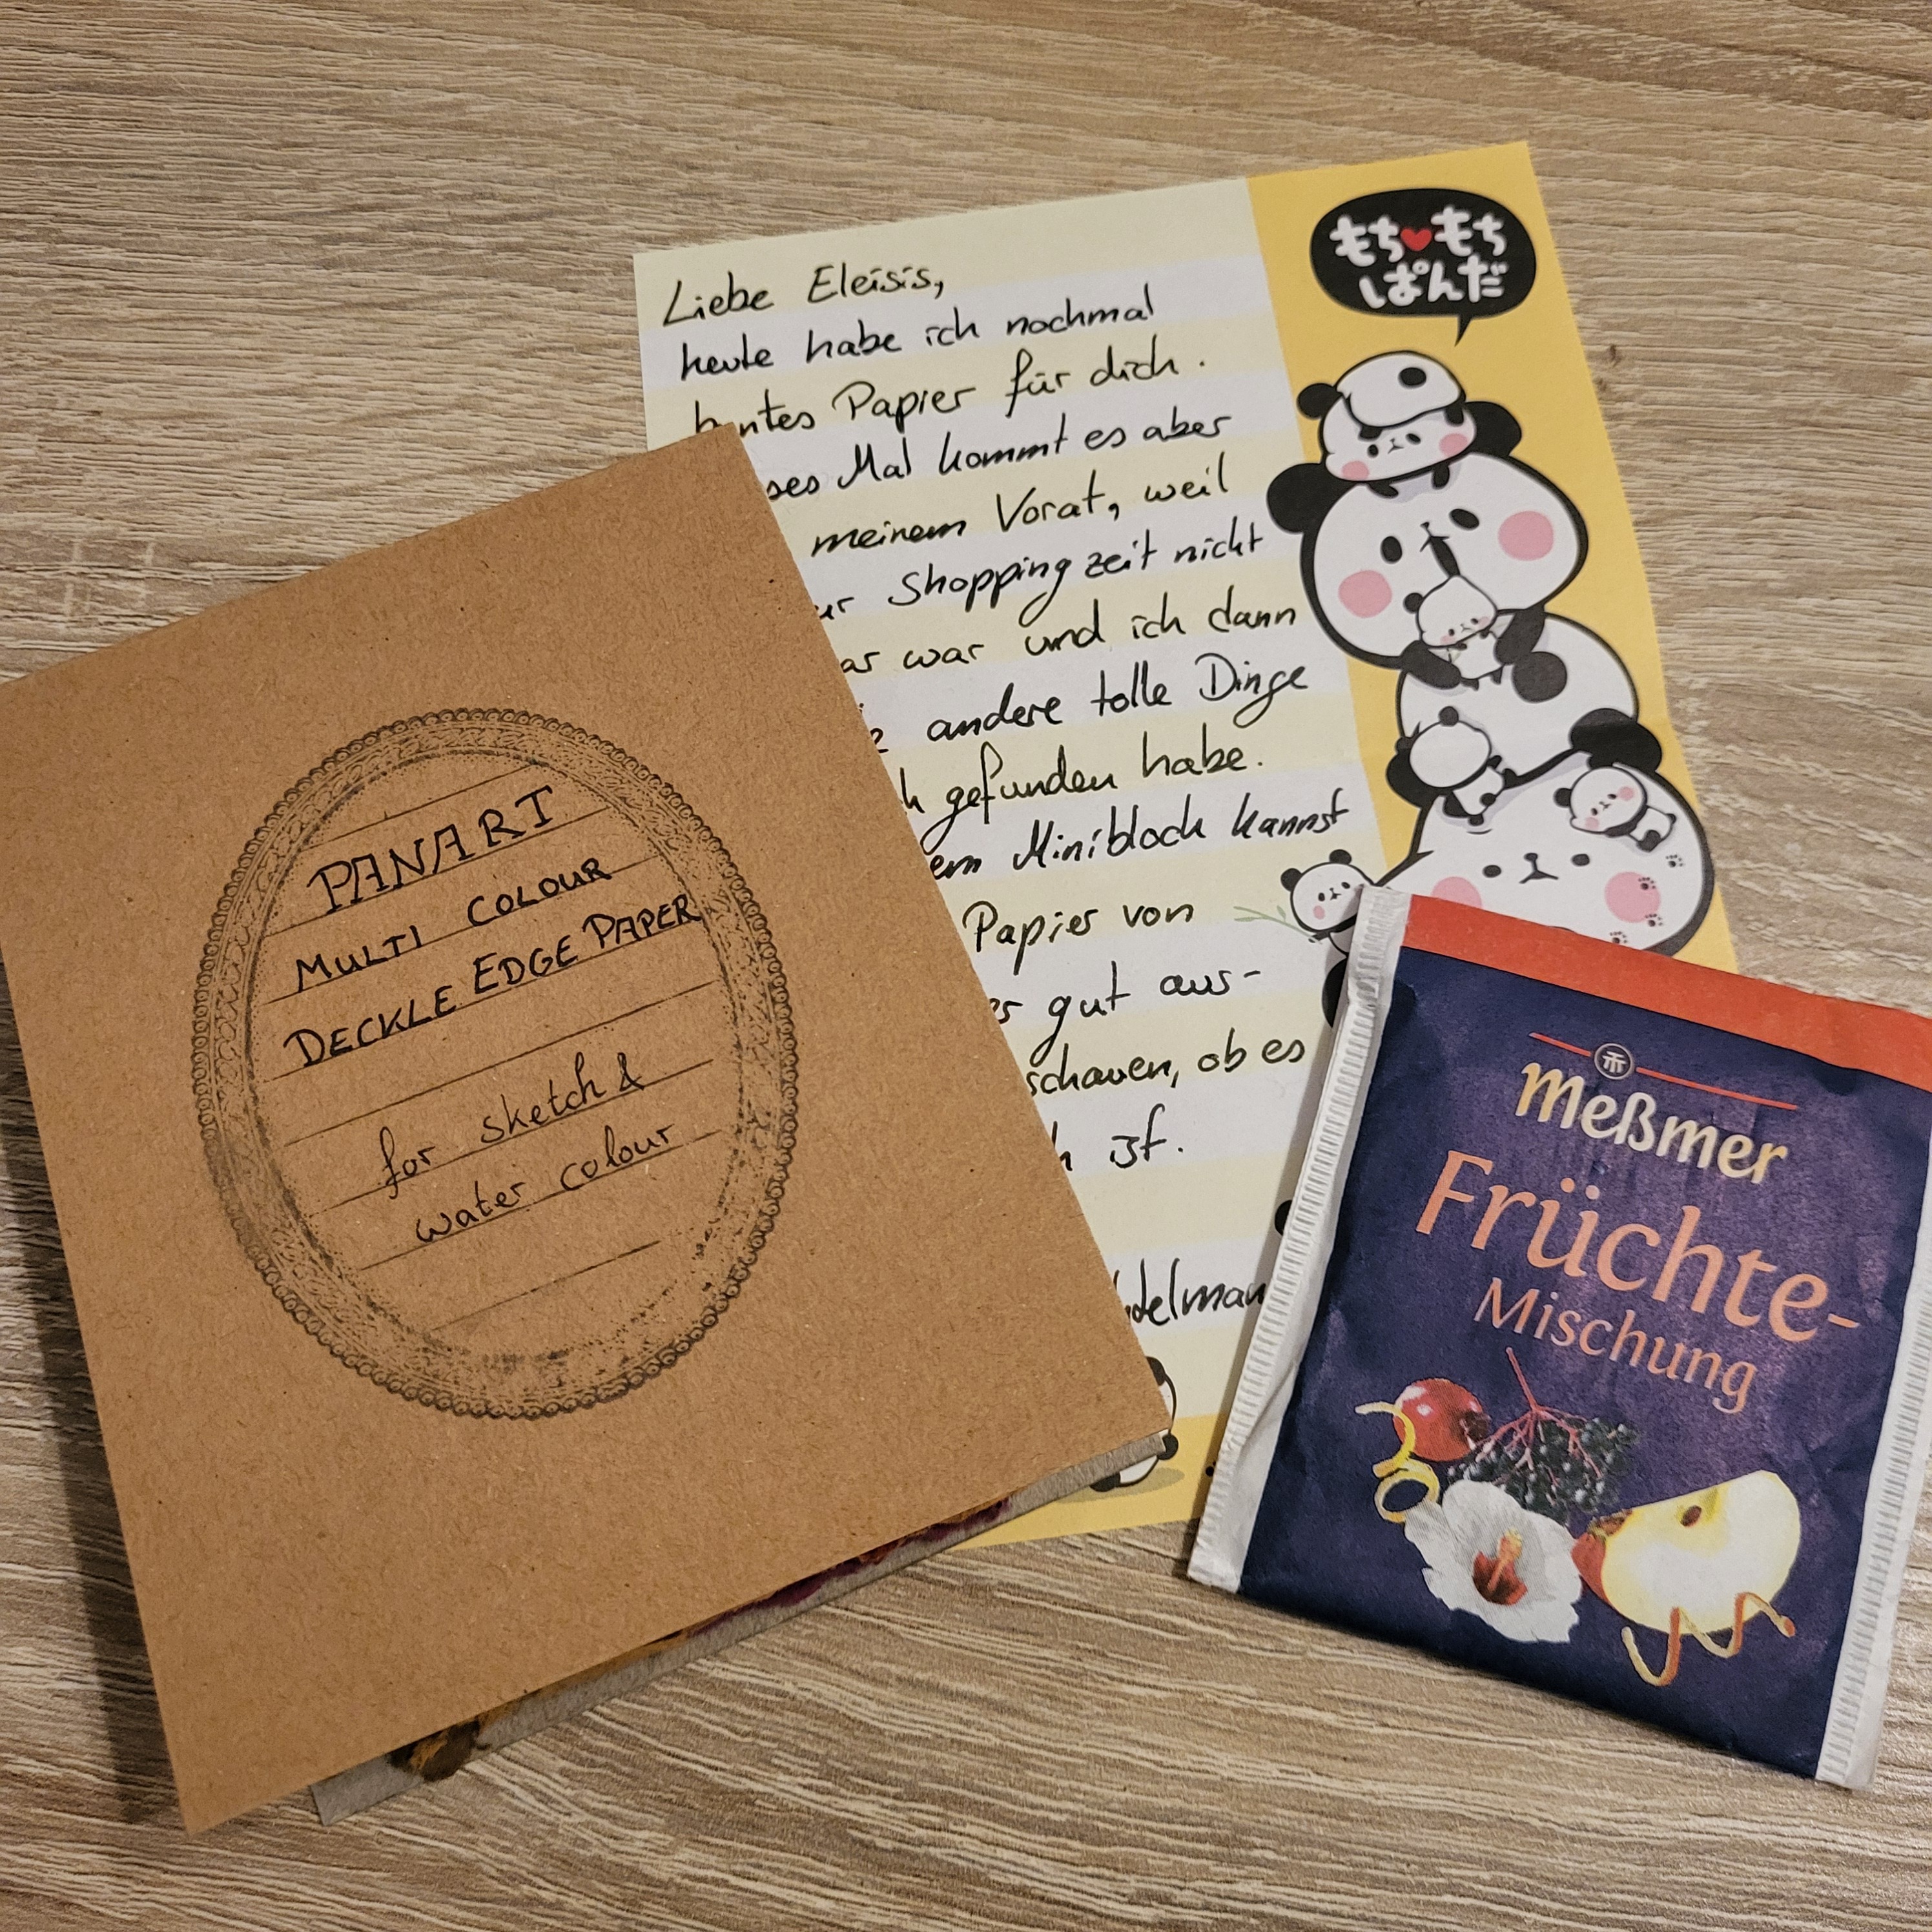 Liebe Eleisis,
heute habe ich nochmal
buntes Papier für dich.
Mal kommt es aber
meinem Vorat, weil
Shoppingzeit nicht
war und ich dann
andere tolle Dinge
gefunden habe.
Miniblock kannst
Papier von
gut aus-
schauen, ob es
ist.
もち♥もち
ぱんだ
PANART
MULTI COLOUR
DECKLE EDGE PAPER
for sketch &
water colour
Meßmer
Früchte-
Mischung